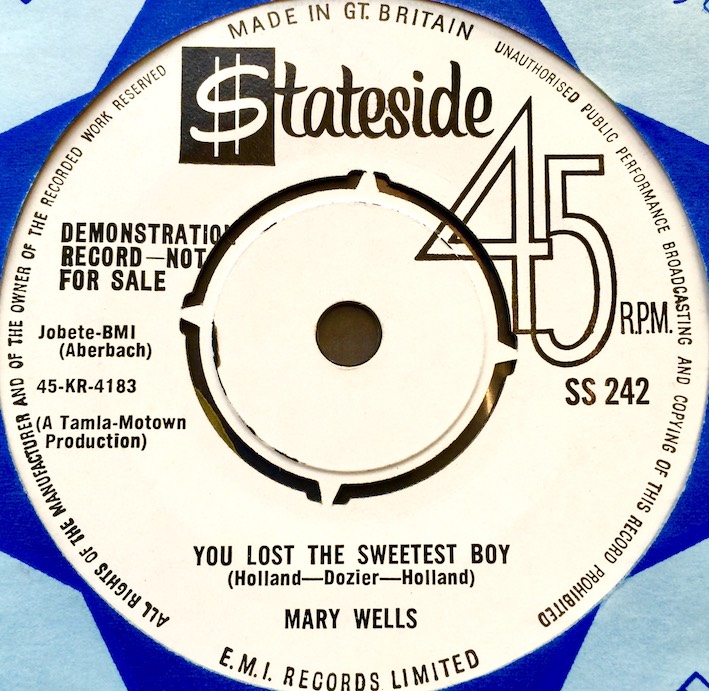 MADE IN GT. BRITAIN
UNAUTHORISED PUBLIC PERFORMANCE BROADCASTING AND COPYING OF THIS RECORD PROHIBITED
ALL RIGHTS OF THE MANUFACTURER AND OF THE OWNER OF THE RECORDED WORK RESERVED
$tateside
45
R.P.M.
DEMONSTRATION
RECORD—NOT
FOR SALE
Jobete-BMI
(Aberbach)
45-KR-4183
SS 242
(A Tamla-Motown
Production)
YOU LOST THE SWEETEST BOY
(Holland—Dozier—Holland)
MARY WELLS
E.M.I. RECORDS LIMITED